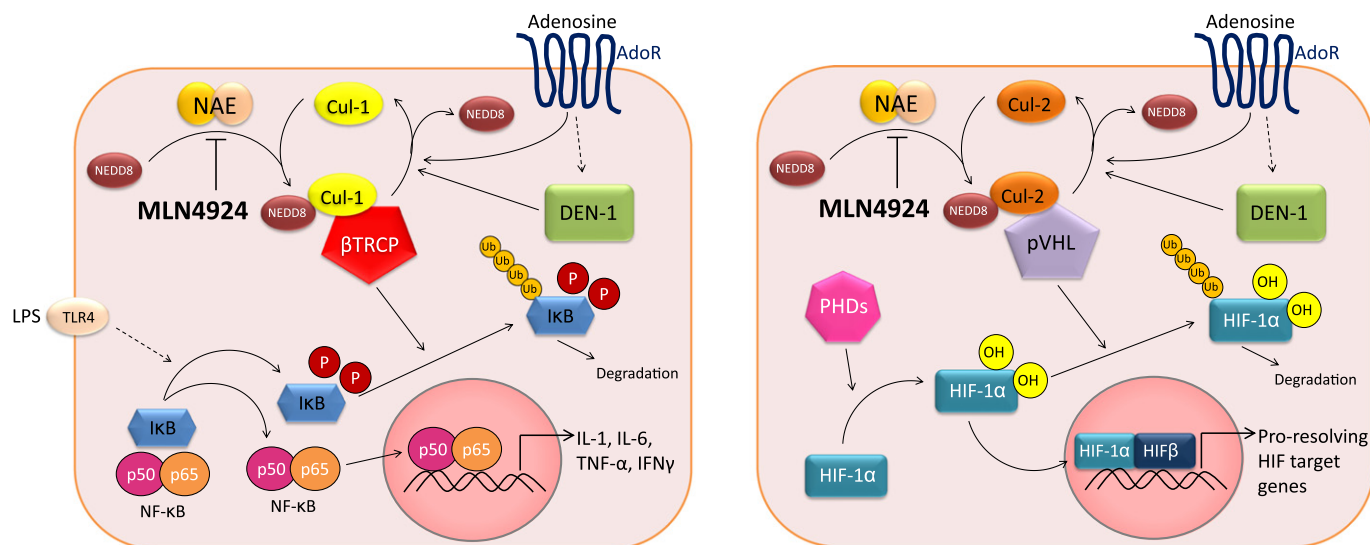 Adenosine
AdoR
NAE
Cul-1
NEDD8
NEDD8
MLN4924
NEDD8
Cul-1
βTRCP
DEN-1
Ub
Ub
Ub
Ub
P
P
IκB
Degradation
LPS
TLR4
P
P
IκB
IκB
p50
p65
NF-κB
p50
p65
NF-κB
p50
p65
IL-1, IL-6,
TNF-α, IFNγ
Adenosine
AdoR
NAE
Cul-2
NEDD8
NEDD8
MLN4924
NEDD8
Cul-2
pVHL
DEN-1
Ub
Ub
Ub
Ub
OH
OH
HIF-1α
Degradation
PHDs
OH
OH
HIF-1α
HIF-1α
HIF-1α
HIFβ
Pro-resolving
HIF target
genes